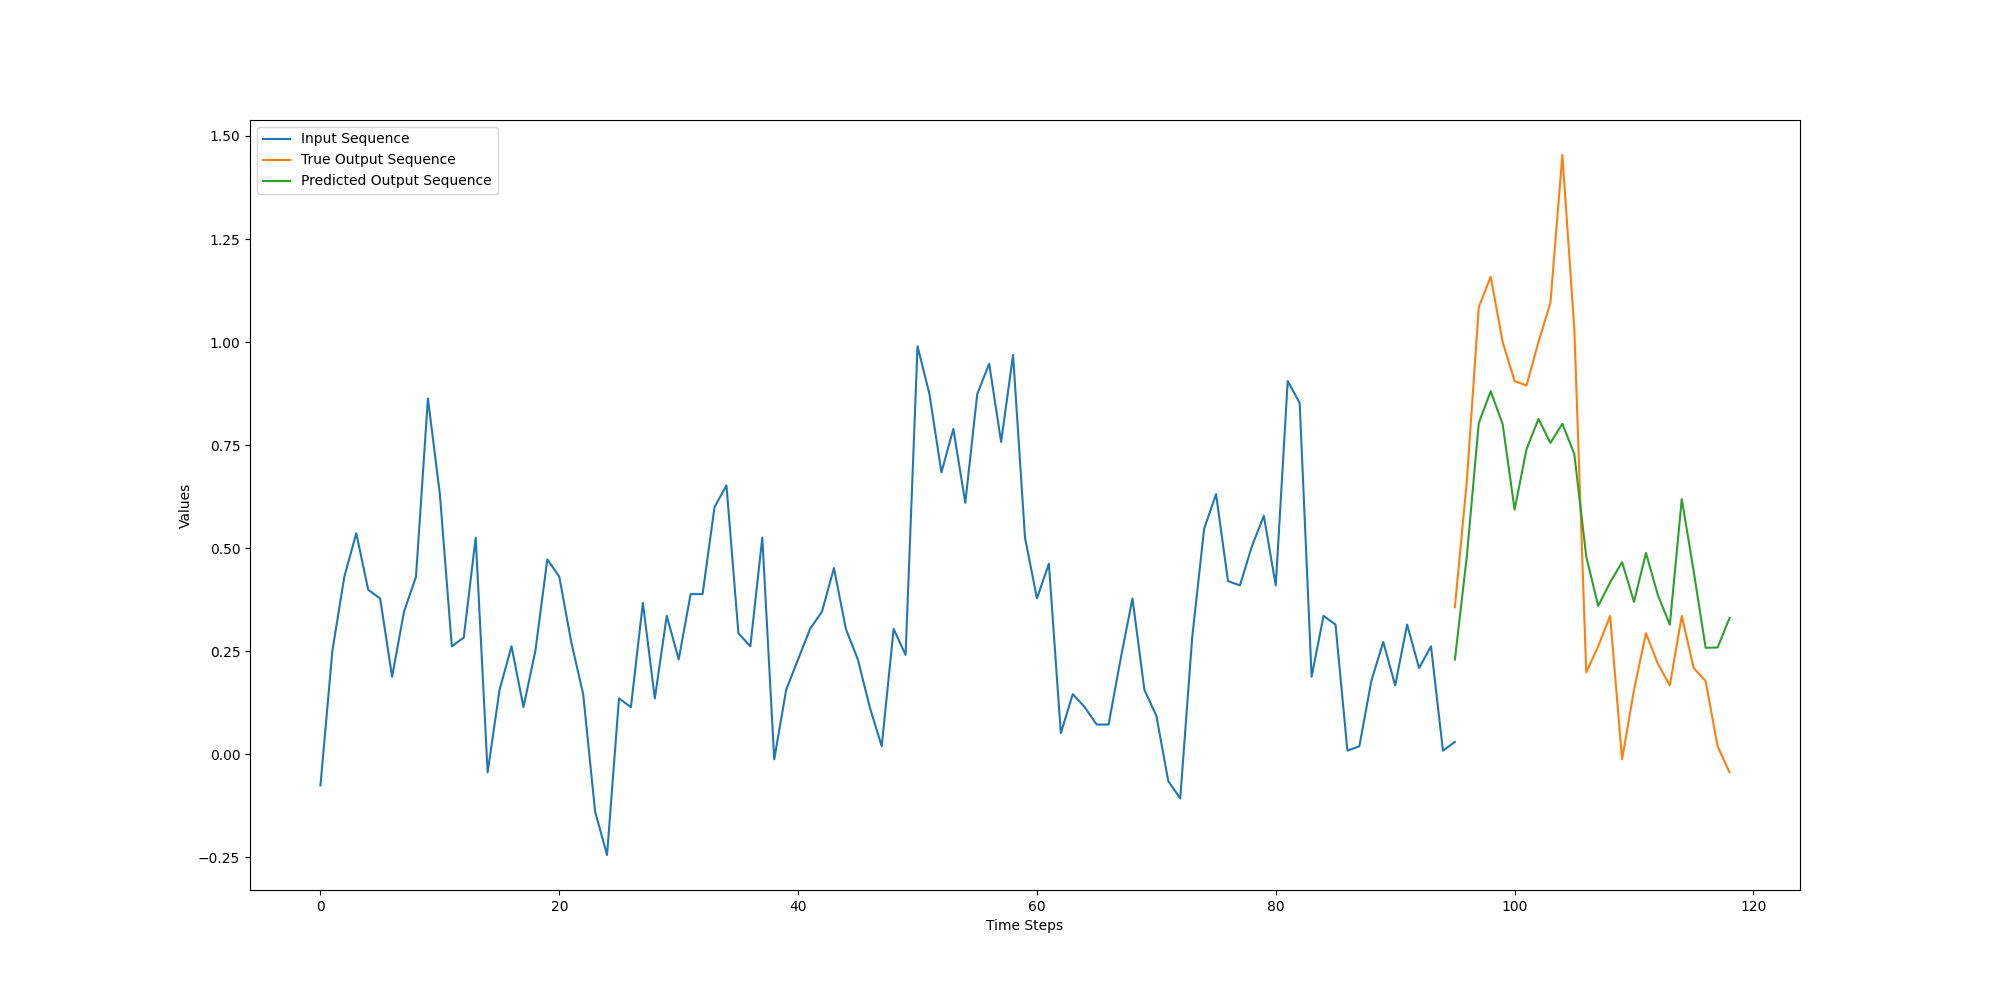 Input Sequence
True Output Sequence
Predicted Output Sequence
1.50
1.25
1.00
0.75
0.50
0.25
0.00
−0.25
Values
0 20 40 60 80 100 120
Time Steps